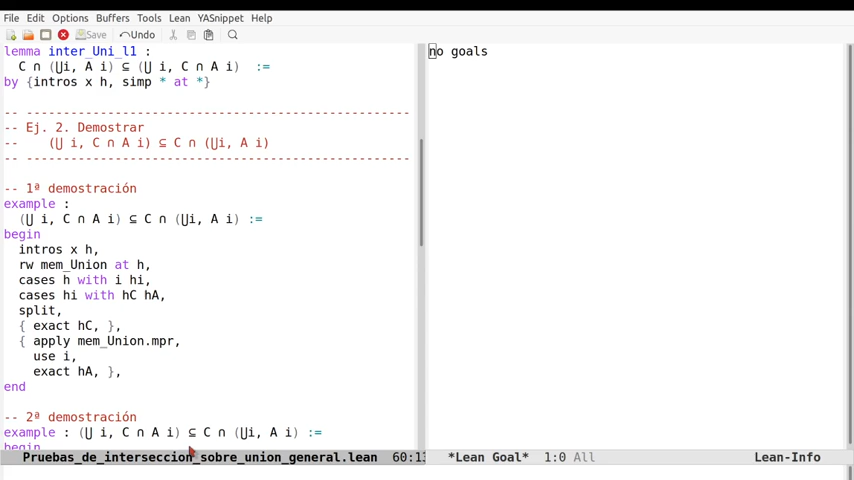 File Edit Options Buffers Tools Lean YASnippet Help
Save Undo
lemma inter_Uni_l1 :
C ∩ (⋃i, A i) ⊆ (⋃ i, C ∩ A i) :=
by {intros x h, simp * at *}
-- ---------------------------------------------------
-- Ej. 2. Demostrar
-- (⋃ i, C ∩ A i) ⊆ C ∩ (⋃i, A i)
-- ---------------------------------------------------
-- 1ª demostración
example :
(⋃ i, C ∩ A i) ⊆ C ∩ (⋃i, A i) :=
begin
intros x h,
rw mem_Union at h,
cases h with i hi,
cases hi with hC hA,
split,
{ exact hC, },
{ apply mem_Union.mpr,
use i,
exact hA, },
end
-- 2ª demostración
example : (⋃ i, C ∩ A i) ⊆ C ∩ (⋃i, A i) :=
begin
Pruebas_de_interseccion_sobre_union_general.lean 60:13
no goals
*Lean Goal* 1:0 All Lean-Info